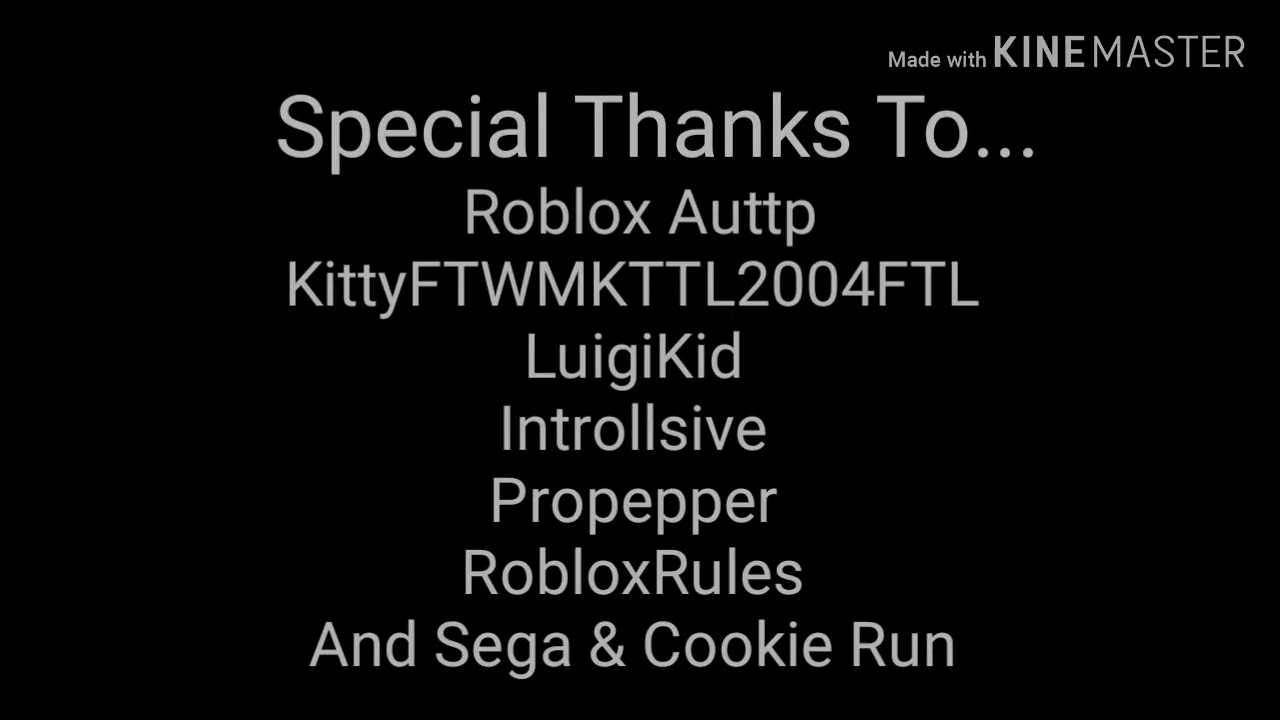 Made with KINEMASTER
Special Thanks To...
Roblox Auttp
KittyFTWMKTTL2004FTL
LuigiKid
Introllsive
Propepper
RobloxRules
And Sega & Cookie Run